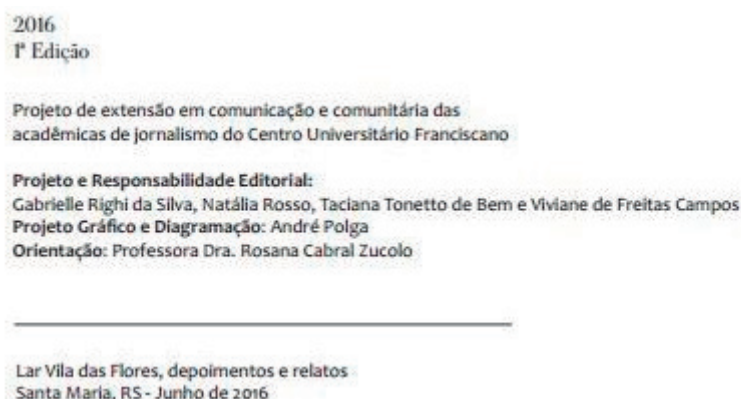 2016
1ª Edição
Projeto de extensão em comunicação e comunitária das
acadêmicas de jornalismo do Centro Universitário Franciscano
Projeto e Responsabilidade Editorial:
Gabrielle Righi da Silva, Natália Rosso, Taciana Tonetto de Bem e Viviane de Freitas Campos
Projeto Gráfico e Diagramação: André Polga
Orientação: Professora Dra. Rosana Cabral Zucolo
Lar Vila das Flores, depoimentos e relatos
Santa Maria, RS - Junho de 2016